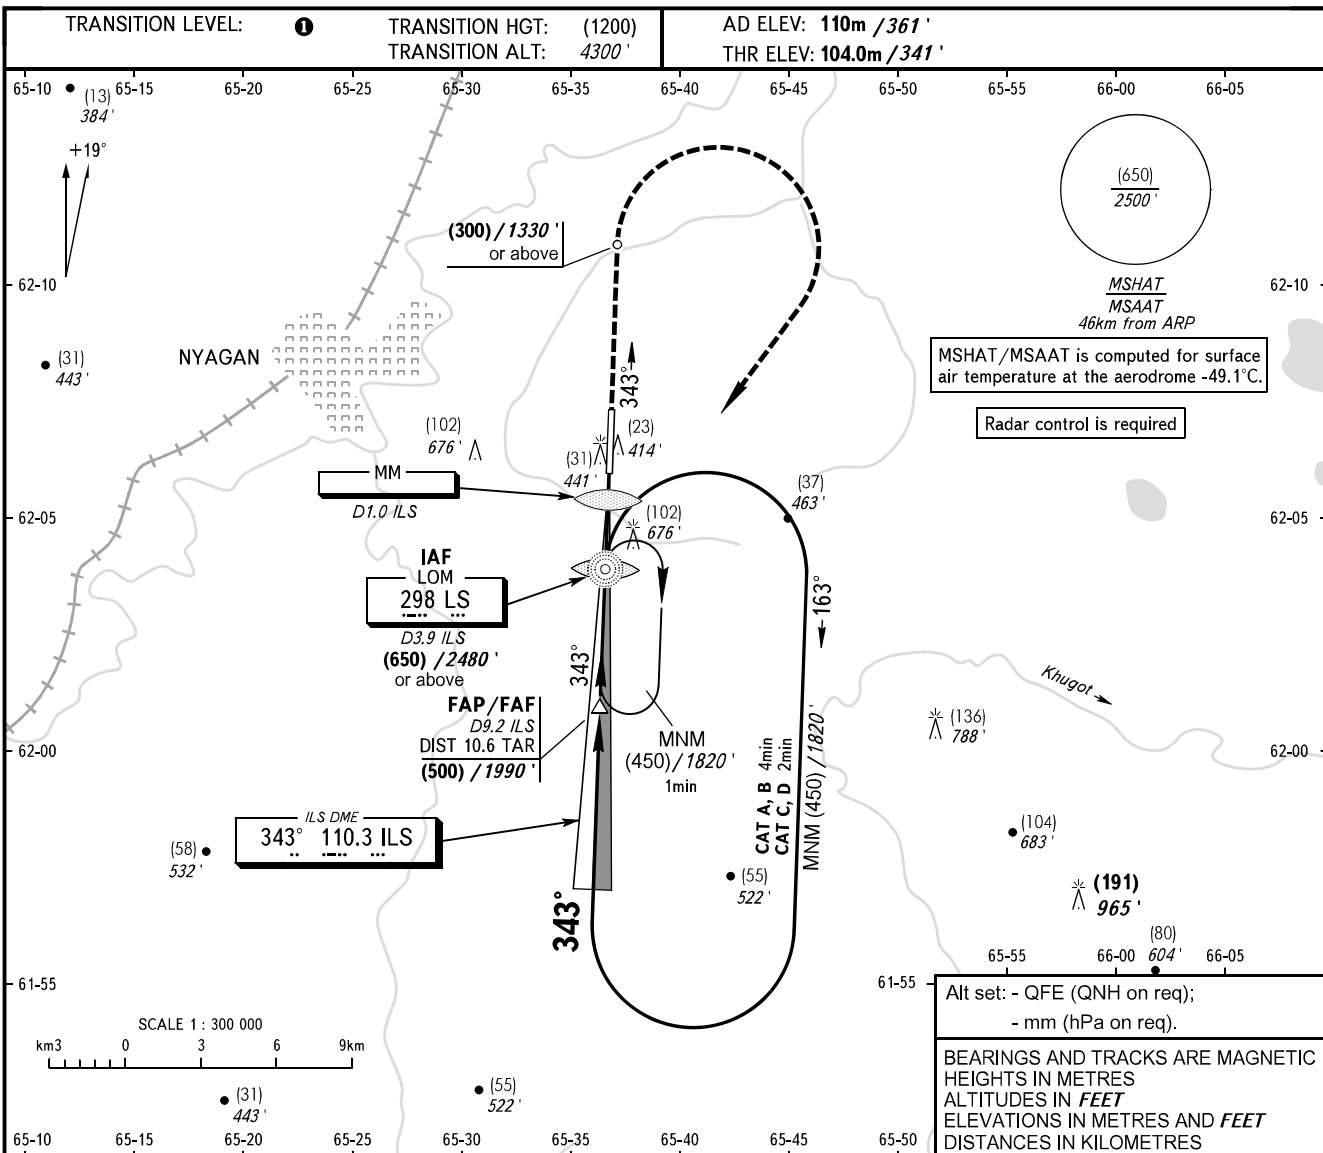 TRANSITION LEVEL: 1 TRANSITION HGT: (1200)
TRANSITION ALT: 4300 '
AD ELEV: 110m / 361 '
THR ELEV: 104.0m / 341 '
65-10 65-15 65-20 65-25 65-30 65-35 65-40 65-45 65-50 65-55 66-00 66-05
(13)
384 '
+19°
(650)
2500 '
MSHAT
MSAAT
46km from ARP
(300) / 1330 '
or above
62-10 62-10
MSHAT/MSAAT is computed for surface
air temperature at the aerodrome -49.1°C.
Radar control is required
NYAGAN
(31)
443 '
343°
(102)
676 '
(23)
414 '
(31)
441 '
MM
D1.0 ILS
(37)
463 '
(102)
676 '
62-05 62-05
IAF
LOM
298 LS
D3.9 ILS
(650) / 2480 '
or above
163°
343°
Khugot
FAP/FAF
D9.2 ILS
DIST 10.6 TAR
(500) / 1990 '
MNM
(450) / 1820 '
1min
CAT A, B 4min
CAT C, D 2min
MNM (450) / 1820 '
(136)
788 '
62-00 62-00
ILS DME
343° 110.3 ILS
(58)
532 '
(104)
683 '
(55)
522 '
(191)
965 '
343°
(80)
604 '
65-55 66-00 66-05
61-55 61-55
SCALE 1 : 300 000
km3 0 3 6 9km
(31)
443 '
(55)
522 '
Alt set: - QFE (QNH on req);
- mm (hPa on req).
BEARINGS AND TRACKS ARE MAGNETIC
HEIGHTS IN METRES
ALTITUDES IN FEET
ELEVATIONS IN METRES AND FEET
DISTANCES IN KILOMETRES
65-10 65-15 65-20 65-25 65-30 65-35 65-40 65-45 65-50